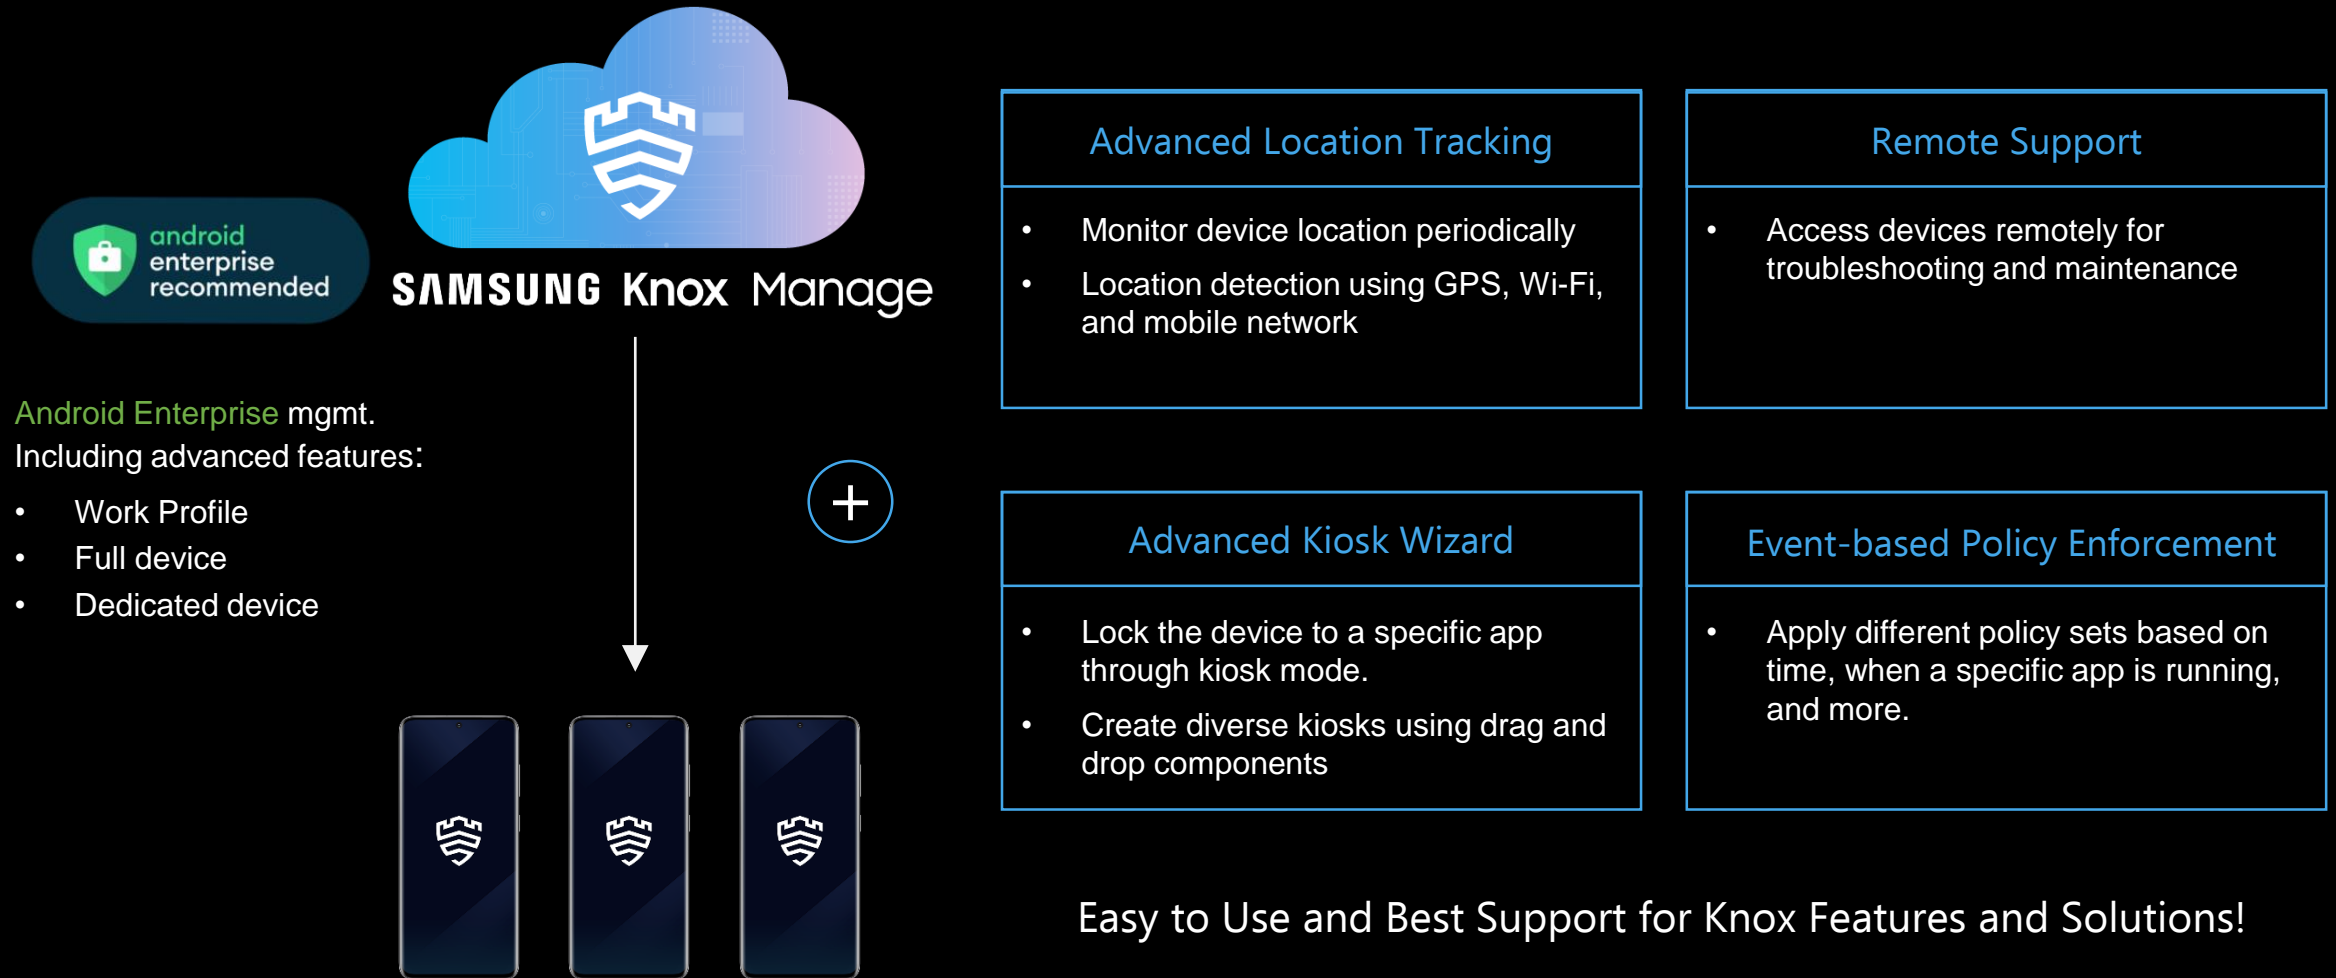 android
enterprise
recommended
SAMSUNG Knox Manage
Android Enterprise mgmt.
Including advanced features:
• Work Profile
• Full device
• Dedicated device
+
Advanced Location Tracking
• Monitor device location periodically
• Location detection using GPS, Wi-Fi,
and mobile network
Remote Support
• Access devices remotely for
troubleshooting and maintenance
Advanced Kiosk Wizard
• Lock the device to a specific app
through kiosk mode.
• Create diverse kiosks using drag and
drop components
Event-based Policy Enforcement
• Apply different policy sets based on
time, when a specific app is running,
and more.
Easy to Use and Best Support for Knox Features and Solutions!